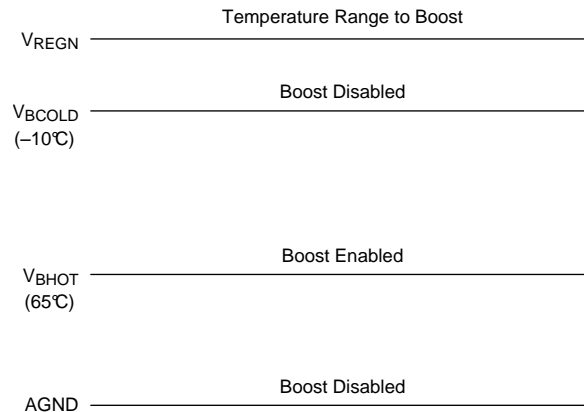 Temperature Range to Boost
VREGN
Boost Disabled
VBCOLD
(–10℃)
Boost Enabled
VBHOT
(65℃)
Boost Disabled
AGND